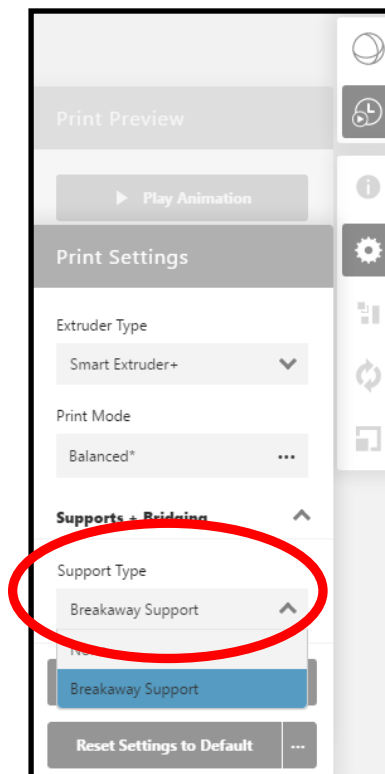 Print Preview
Play Animation
Print Settings
Extruder Type
Smart Extruder+
Print Mode
Balanced*
Supports + Bridging
Support Type
Breakaway Support
Breakaway Support
Reset Settings to Default